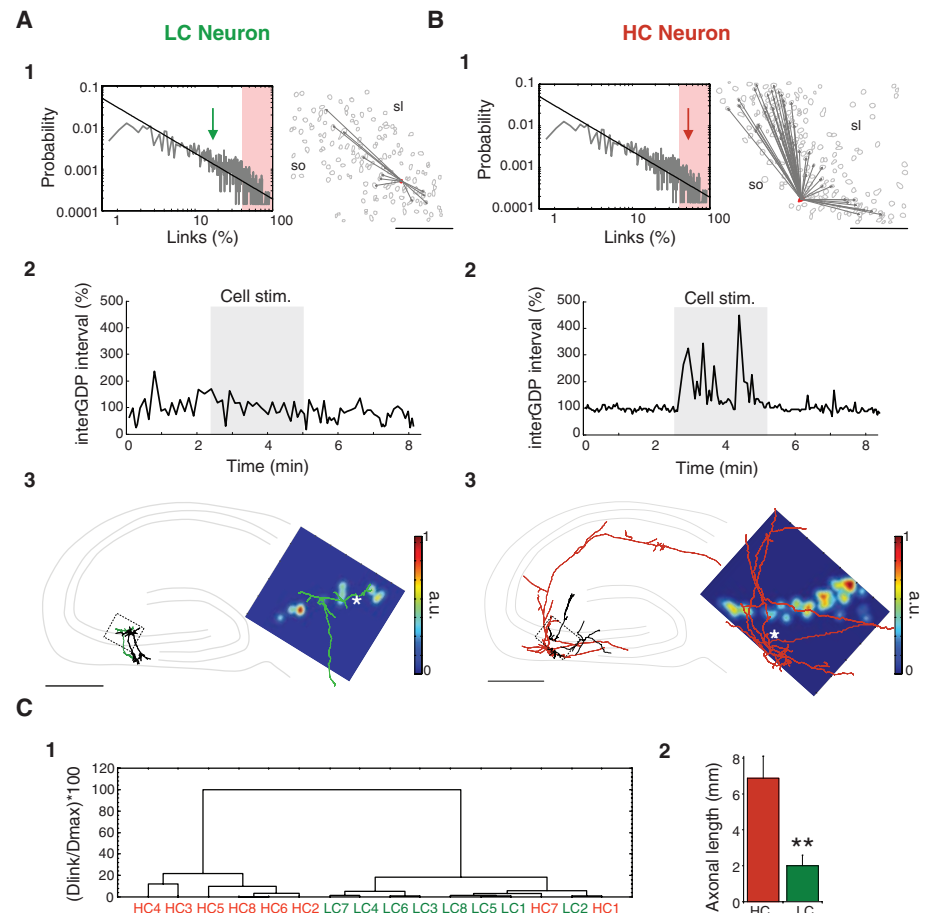 A
LC Neuron
B
HC Neuron
1
0.1
0.01
0.001
0.0001
Probability
1
10
100
Links (%)
sl
so
1
0.1
0.01
0.001
0.0001
Probability
1
10
100
Links (%)
sl
so
2
Cell stim.
500
400
300
200
100
0
interGDP interval (%)
0
2
4
6
8
Time (min)
2
Cell stim.
500
400
300
200
100
0
interGDP interval (%)
0
2
4
6
8
Time (min)
3
*
1
a.u.
0
3
*
1
a.u.
0
C
1
120
100
80
60
40
20
0
(Dlink/Dmax)*100
HC4 HC3 HC5 HC8 HC6 HC2 LC7 LC4 LC6 LC3 LC8 LC5 LC1 HC7 LC2 HC1
2
8
6
4
2
0
Axonal length (mm)
**
HC LC